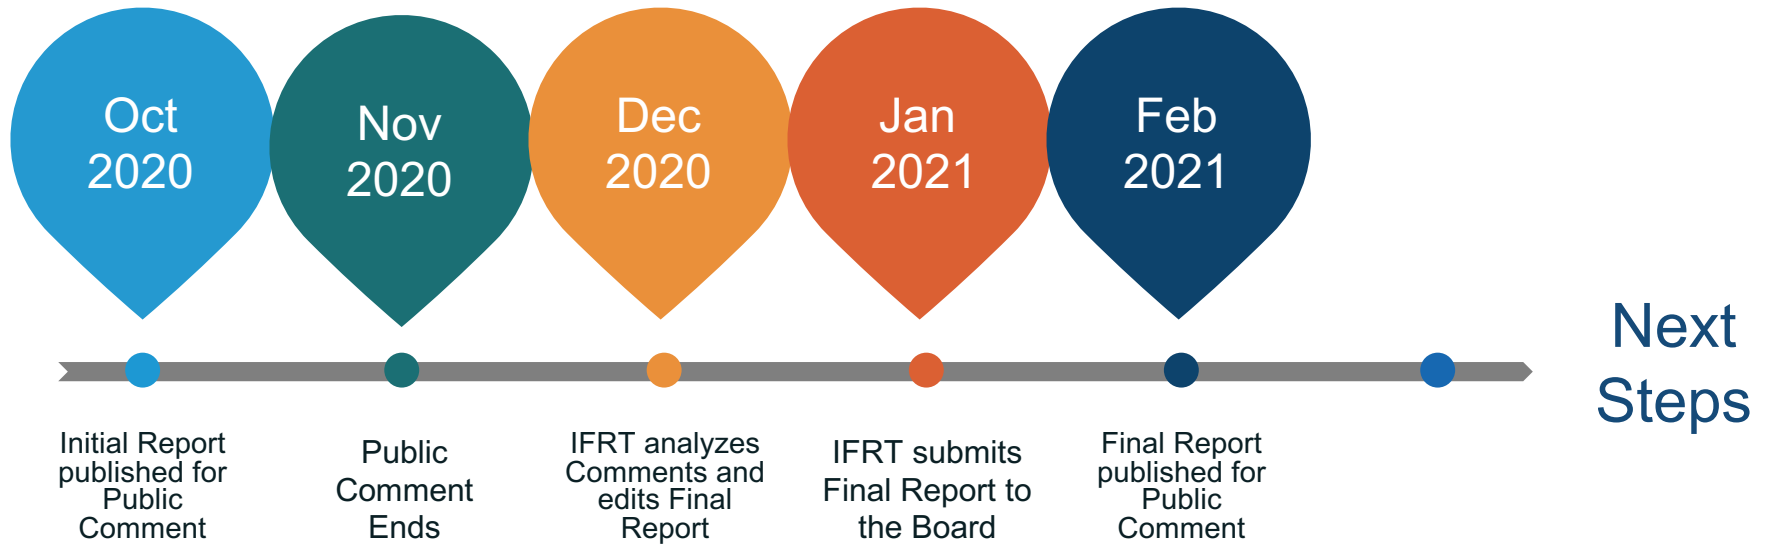 Oct
2020
Nov
2020
Dec
2020
Jan
2021
Feb
2021
Next
Steps
Initial Report
published for
Public
Comment
Public
Comment
Ends
IFRT analyzes
Comments and
edits Final
Report
IFRT submits
Final Report to
the Board
Final Report
published for
Public
Comment